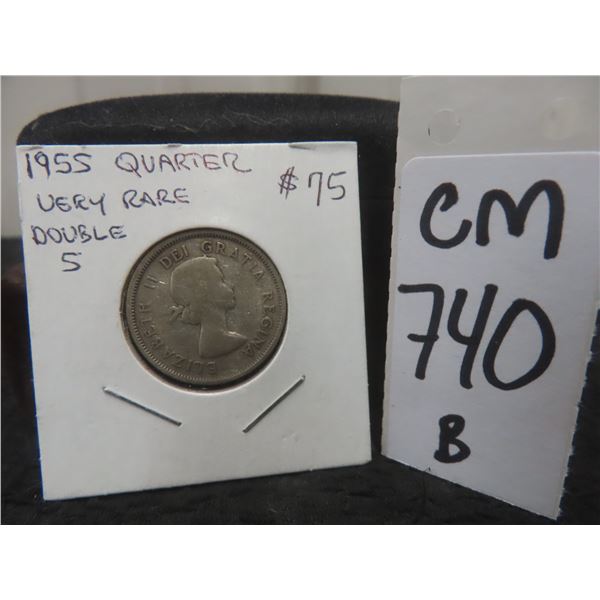 1955 QUARTER
$75
VERY RARE
DOUBLE
5
ELIZABETH II DEI GRATIA REGINA
CM
740
B